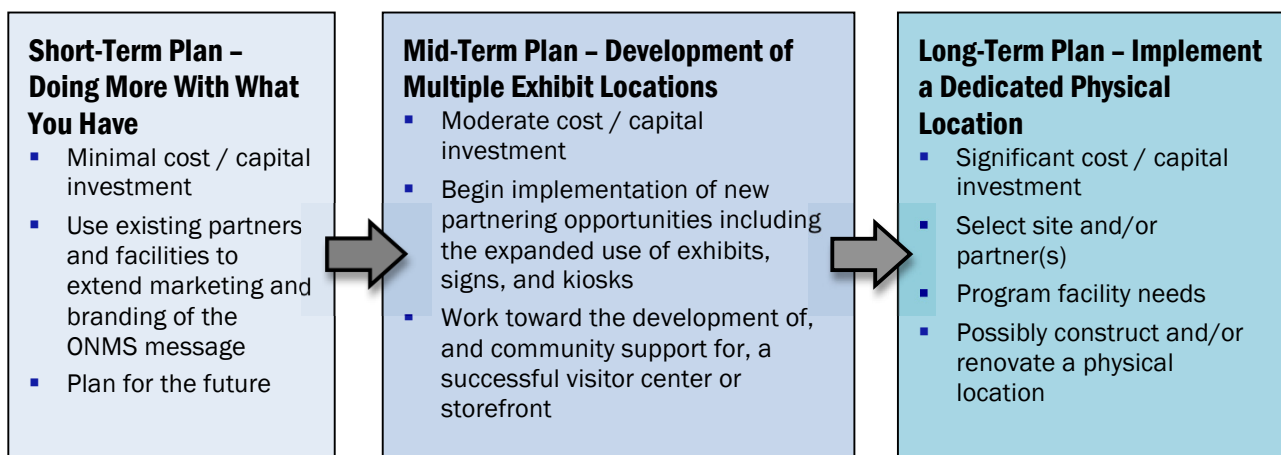 Short-Term Plan –
Doing More With What
You Have
▪ Minimal cost / capital
investment
▪ Use existing partners
and facilities to
extend marketing and
branding of the
ONMS message
▪ Plan for the future
Mid-Term Plan – Development of
Multiple Exhibit Locations
▪ Moderate cost / capital
investment
▪ Begin implementation of new
partnering opportunities including
the expanded use of exhibits,
signs, and kiosks
▪ Work toward the development of,
and community support for, a
successful visitor center or
storefront
Long-Term Plan – Implement
a Dedicated Physical
Location
▪ Significant cost / capital
investment
▪ Select site and/or
partner(s)
▪ Program facility needs
▪ Possibly construct and/or
renovate a physical
location